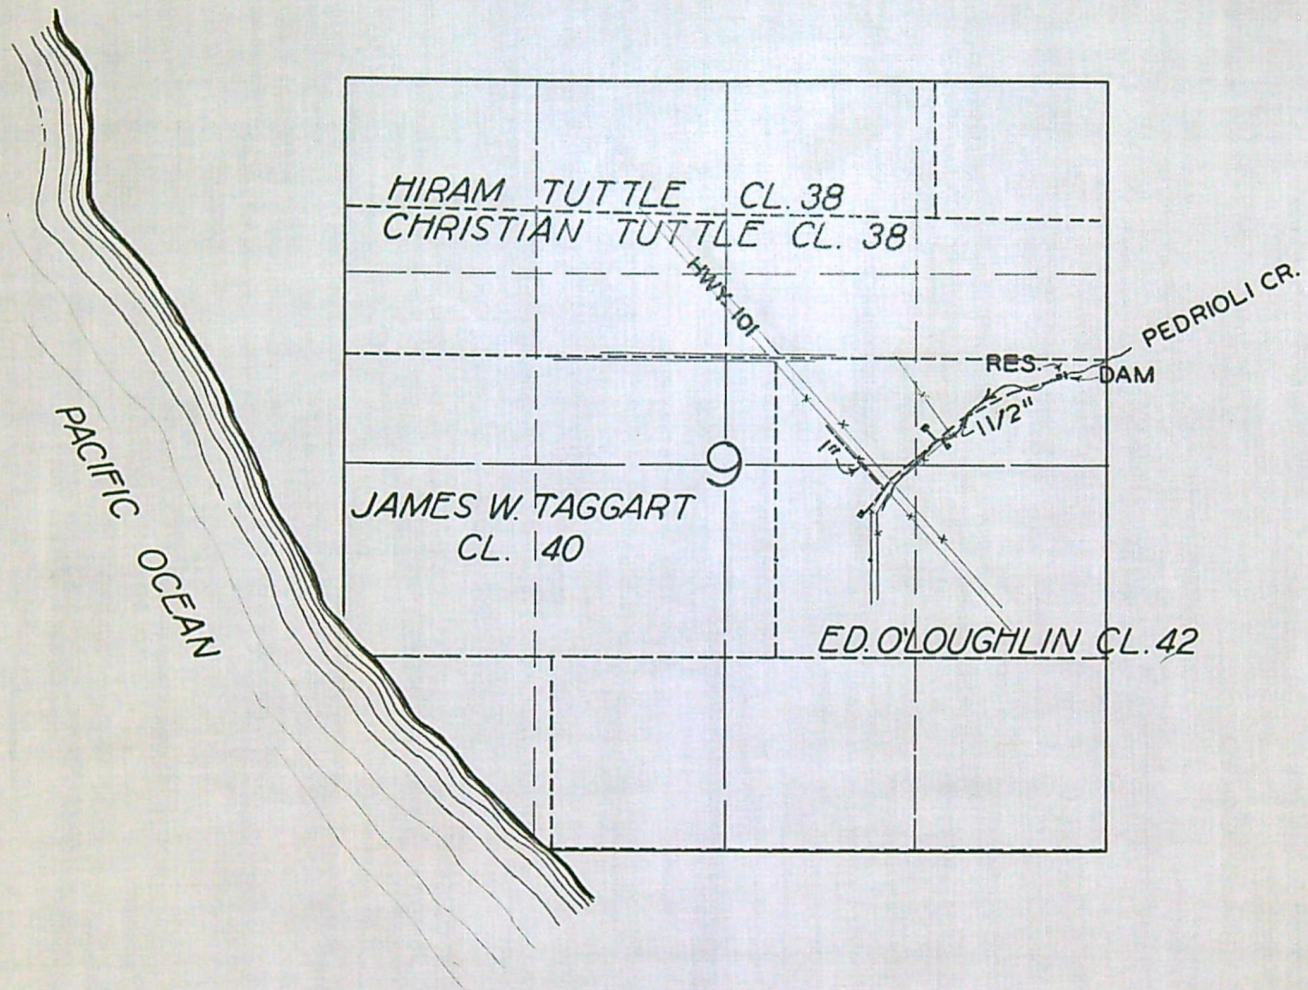 HIRAM TUTTLE CL. 38
CHRISTIAN TUTTLE CL. 38
HWY. 101
PEDRIOLI CR.
RES.
DAM
1 1/2"
1"
9
JAMES W. TAGGART
CL. 40
PACIFIC OCEAN
ED. O'LOUGHLIN CL. 42